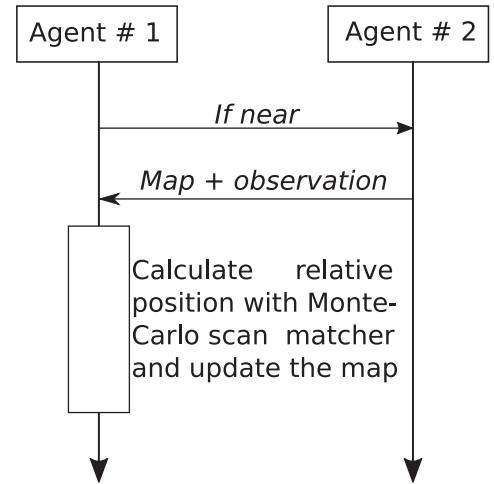 Agent # 1
Agent # 2
If near
Map + observation
Calculate relative
position with Monte-
Carlo scan matcher
and update the map